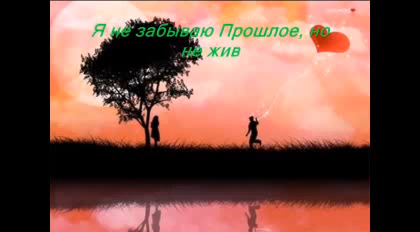 Я не забываю Прошлое, но
не жив